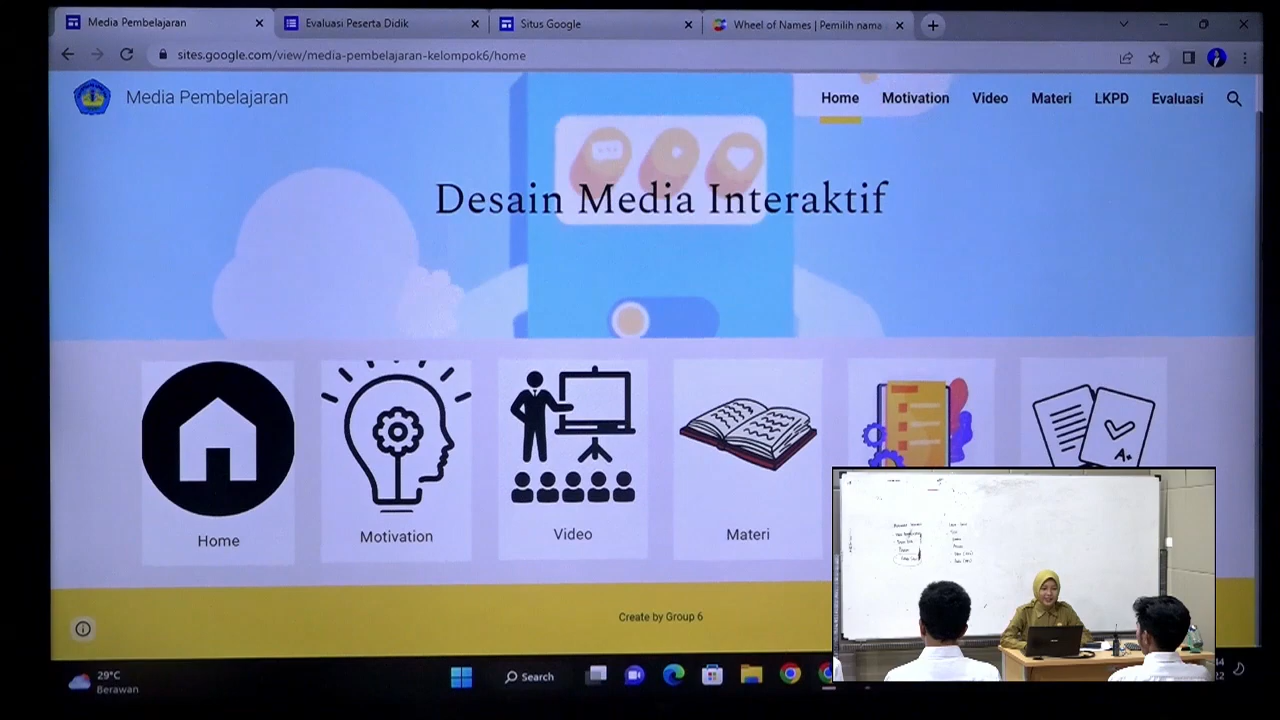 Media Pembelajaran
Evaluasi Peserta Didik
Situs Google
Wheel of Names | Pemilih nama
sites.google.com/view/media-pembelajaran-kelompok6/home
Media Pembelajaran
Home Motivation Video Materi LKPD Evaluasi
Desain Media Interaktif
A+
Home
Motivation
Video
Materi
Create by Group 6
29°C
Berawan
Search